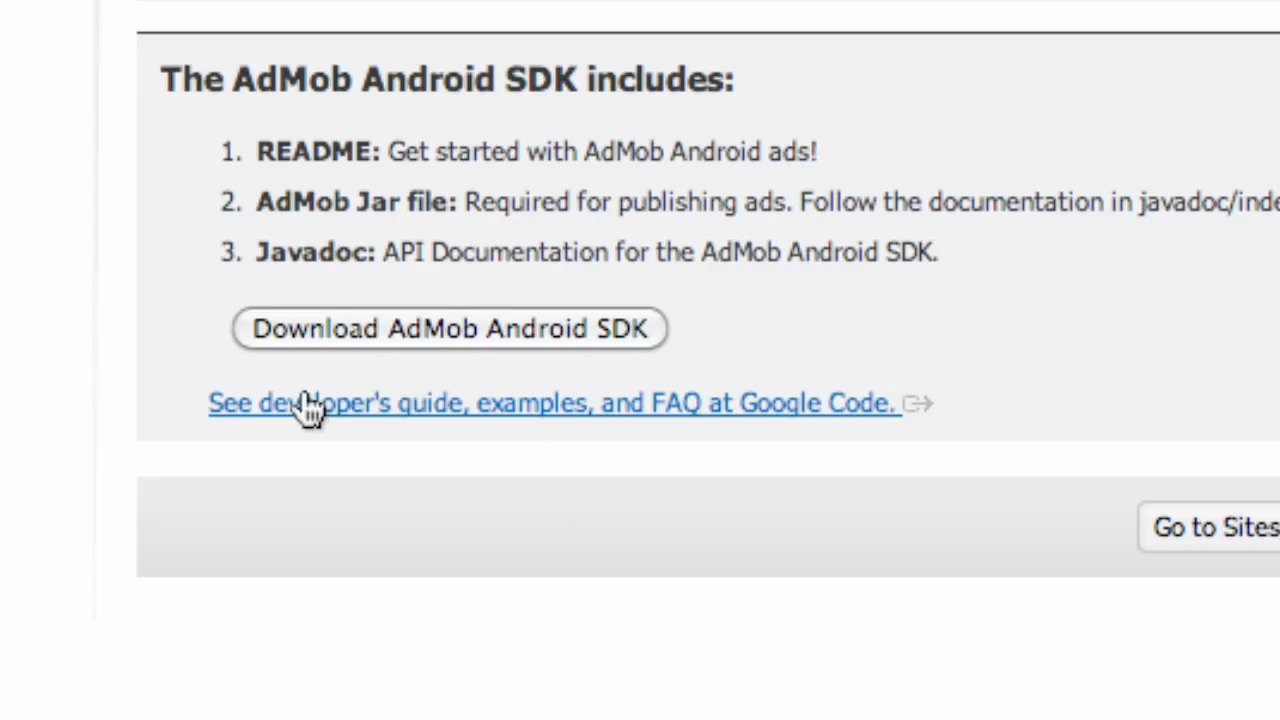 The AdMob Android SDK includes:
1. README: Get started with AdMob Android ads!
2. AdMob Jar file: Required for publishing ads. Follow the documentation in javadoc/inde
3. Javadoc: API Documentation for the AdMob Android SDK.
Download AdMob Android SDK
See developer's guide, examples, and FAQ at Google Code.
Go to Sites